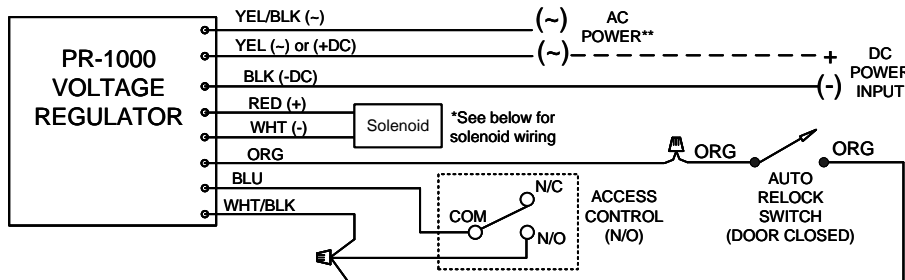 PR-1000
VOLTAGE
REGULATOR
YEL/BLK (~)
YEL (~) or (+DC)
BLK (-DC)
RED (+)
WHT (-)
ORG
BLU
WHT/BLK
(~)
(~)
AC
POWER**
+
(-)
DC
POWER
INPUT
Solenoid
*See below for
solenoid wiring
ORG
ORG
AUTO
RELOCK
SWITCH
(DOOR CLOSED)
N/C
COM
N/O
ACCESS
CONTROL
(N/O)